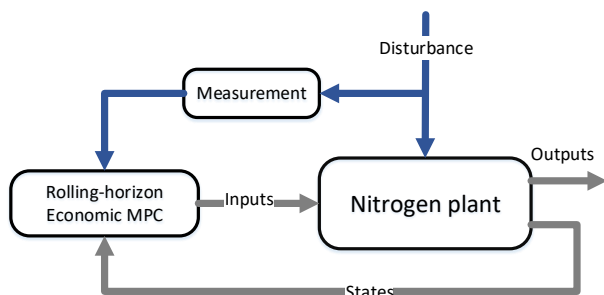 Disturbance
Measurement
Outputs
Rolling-horizon
Economic MPC
Inputs
Nitrogen plant
States